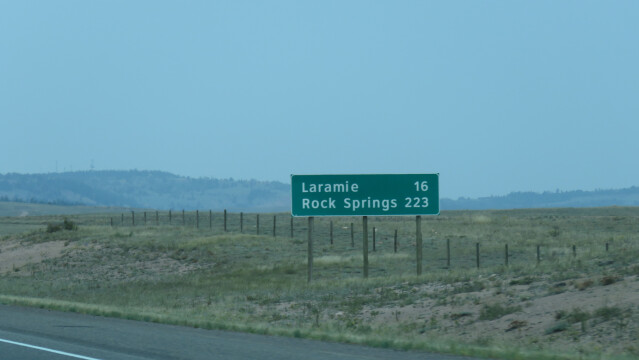 Laramie 16
Rock Springs 223